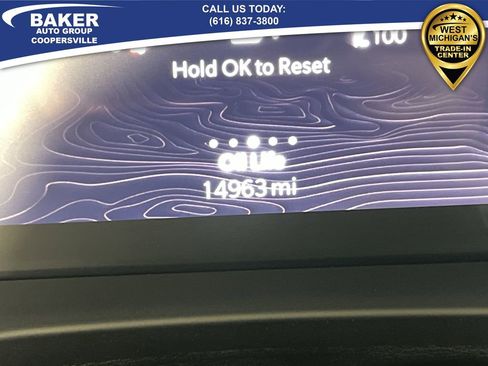 BAKER
AUTO GROUP
COOPERSVILLE
CALL US TODAY:
(616) 837-3800
WEST
MICHIGAN'S
TRADE-IN
CENTER
100
Hold OK to Reset
Oil Life
14963 mi